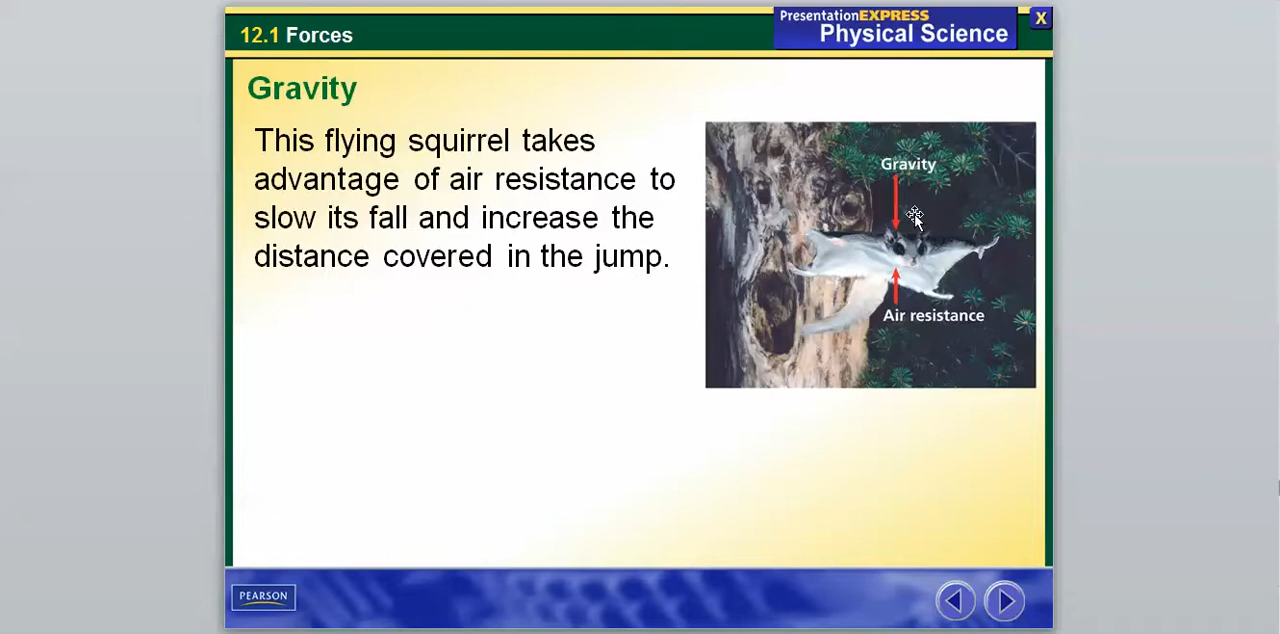 12.1 Forces
PresentationEXPRESS
Physical Science
X
Gravity
This flying squirrel takes
advantage of air resistance to
slow its fall and increase the
distance covered in the jump.
Gravity
Air resistance
PEARSON